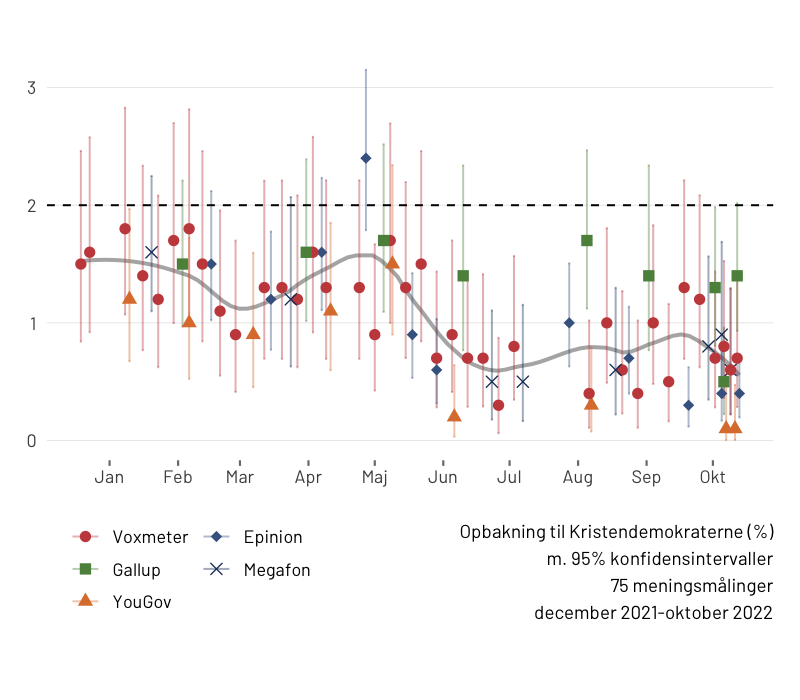 3
2
1
0
Jan Feb Mar Apr Maj Jun Jul Aug Sep Okt
Voxmeter Epinion
Gallup Megafon
YouGov
Opbakning til Kristendemokraterne (%)
m. 95% konfidensintervaller
75 meningsmålinger
december 2021-oktober 2022